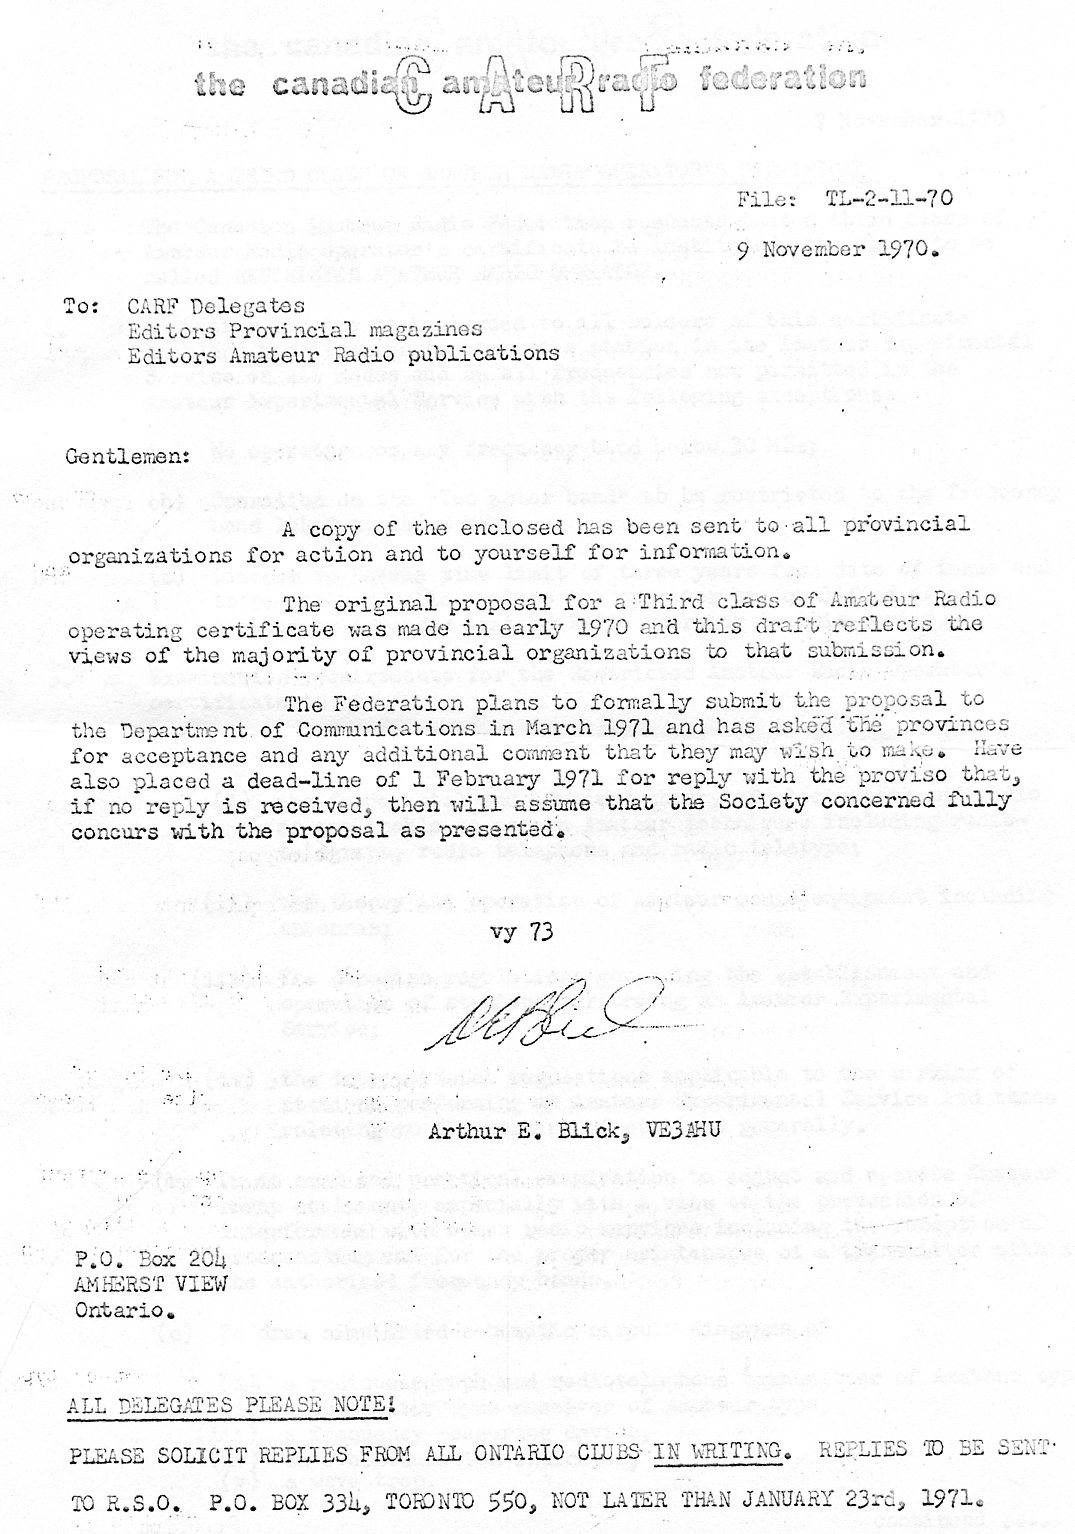 the canadian amateur radio federation
CARF
File: TL-2-11-70
9 November 1970.
To: CARF Delegates
Editors Provincial magazines
Editors Amateur Radio publications
Gentlemen:
A copy of the enclosed has been sent to all provincial
organizations for action and to yourself for information.
The original proposal for a Third class of Amateur Radio
operating certificate was made in early 1970 and this draft reflects the
views of the majority of provincial organizations to that submission.
The Federation plans to formally submit the proposal to
the Department of Communications in March 1971 and has asked the provinces
for acceptance and any additional comment that they may wish to make. Have
also placed a dead-line of 1 February 1971 for reply with the proviso that,
if no reply is received, then will assume that the Society concerned fully
concurs with the proposal as presented.
vy 73
AEBlick
Arthur E. Blick, VE3AHU
P.O. Box 204
AMHERST VIEW
Ontario.
ALL DELEGATES PLEASE NOTE!
PLEASE SOLICIT REPLIES FROM ALL ONTARIO CLUBS IN WRITING. REPLIES TO BE SENT
TO R.S.O. P.O. BOX 334, TORONTO 550, NOT LATER THAN JANUARY 23rd, 1971.